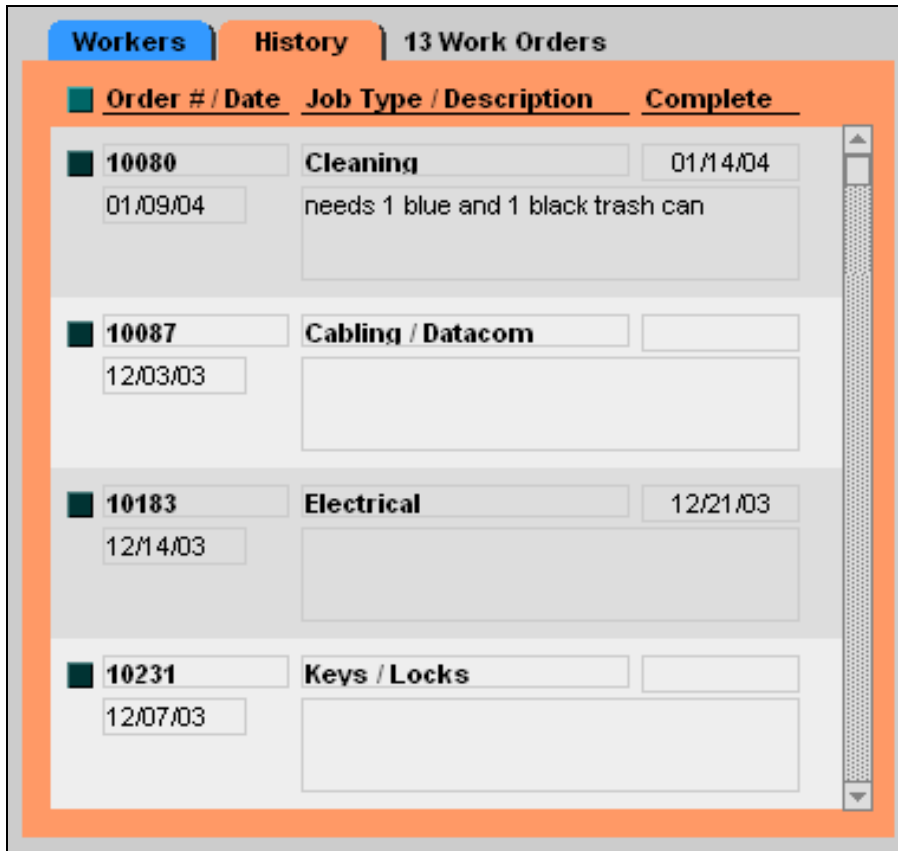 Workers History 13 Work Orders
Order # / Date Job Type / Description Complete
10080 Cleaning 01/14/04
01/09/04 needs 1 blue and 1 black trash can
10087 Cabling / Datacom
12/03/03
10183 Electrical 12/21/03
12/14/03
10231 Keys / Locks
12/07/03